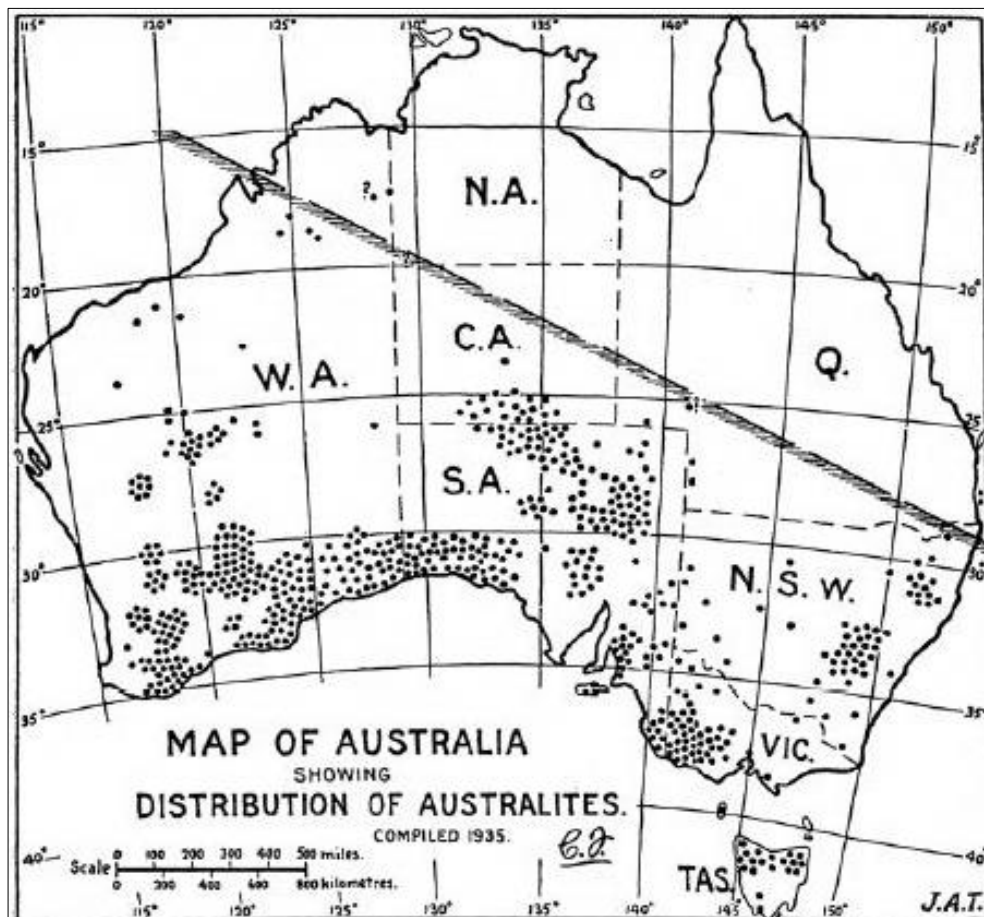 115° 120° 125° 130° 135° 140° 145° 150°
15° 15°
?
N.A.
20° 20°
C.A.
W. A. Q.
25° 25°
S.A.
30° 30°
N. S. W.
35° 35°
MAP OF AUSTRALIA
VIC.
SHOWING
DISTRIBUTION OF AUSTRALITES.
COMPILED 1935.
0 100 200 300 400 500 miles.
Scale
0 200 400 600 800 kilometres.
40° 40°
TAS.
J.A.T.
115° 120° 125° 130° 135° 140° 145° 150°